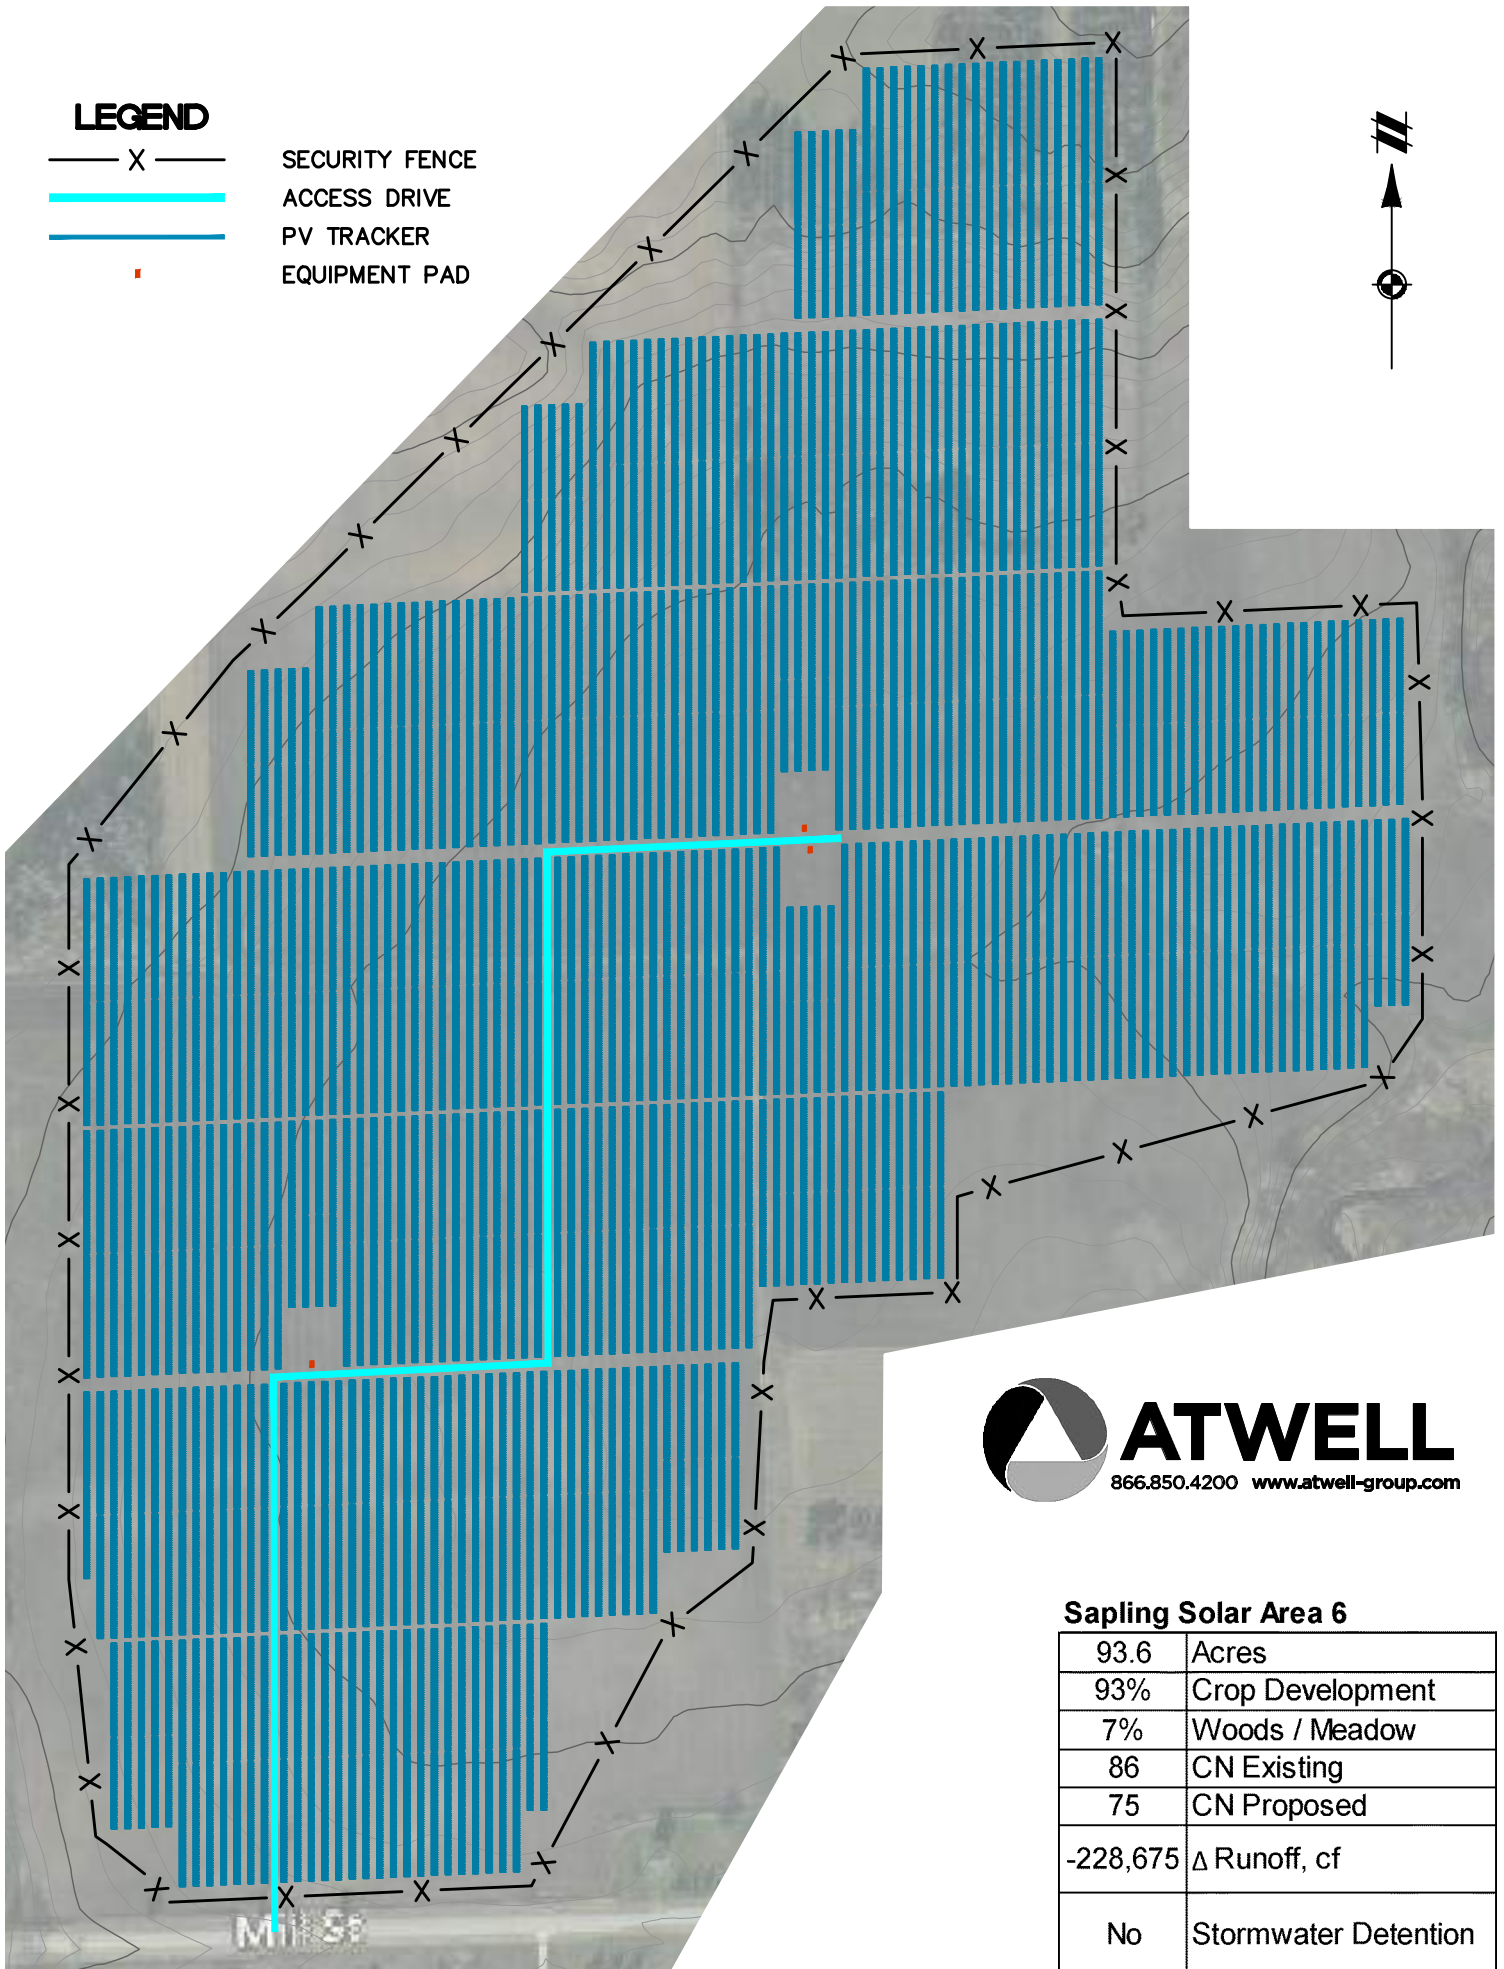 LEGEND
X SECURITY FENCE
ACCESS DRIVE
PV TRACKER
EQUIPMENT PAD
ATWELL
866.850.4200 www.atwell-group.com
Sapling Solar Area 6
93.6 Acres
93% Crop Development
7% Woods / Meadow
86 CN Existing
75 CN Proposed
-228,675 Δ Runoff, cf
No Stormwater Detention
Mill St